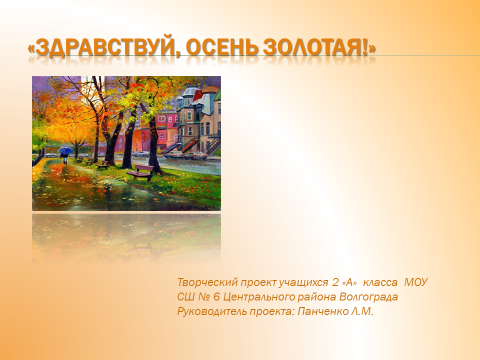 «ЗДРАВСТВУЙ, ОСЕНЬ ЗОЛОТАЯ!»
Творческий проект учащихся 2 «А» класса МОУ
СШ № 6 Центрального района Волгограда
Руководитель проекта: Панченко Л.М.